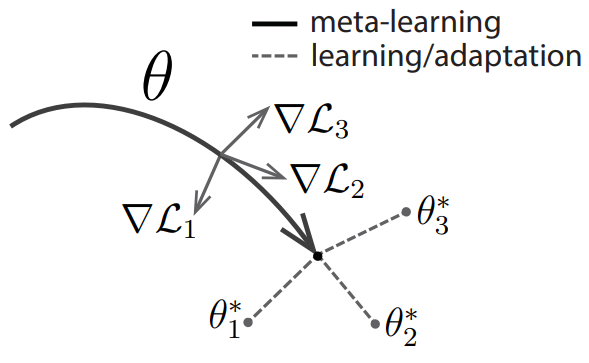 meta-learning
learning/adaptation
θ
∇ℒ₃
∇ℒ₂
∇ℒ₁
θ₃*
θ₁*
θ₂*